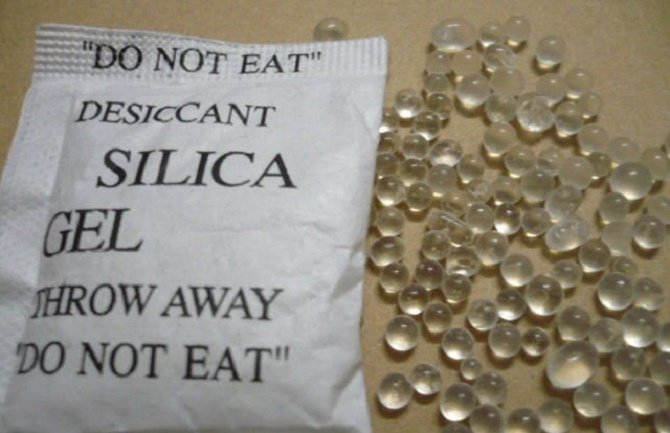 "DO NOT EAT"
DESICCANT
SILICA
GEL
THROW AWAY
"DO NOT EAT"